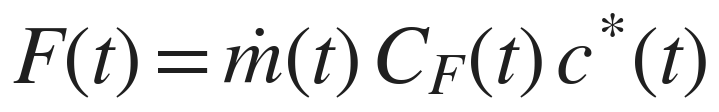 F(t) = ṁ(t) C_F(t) c*(t)